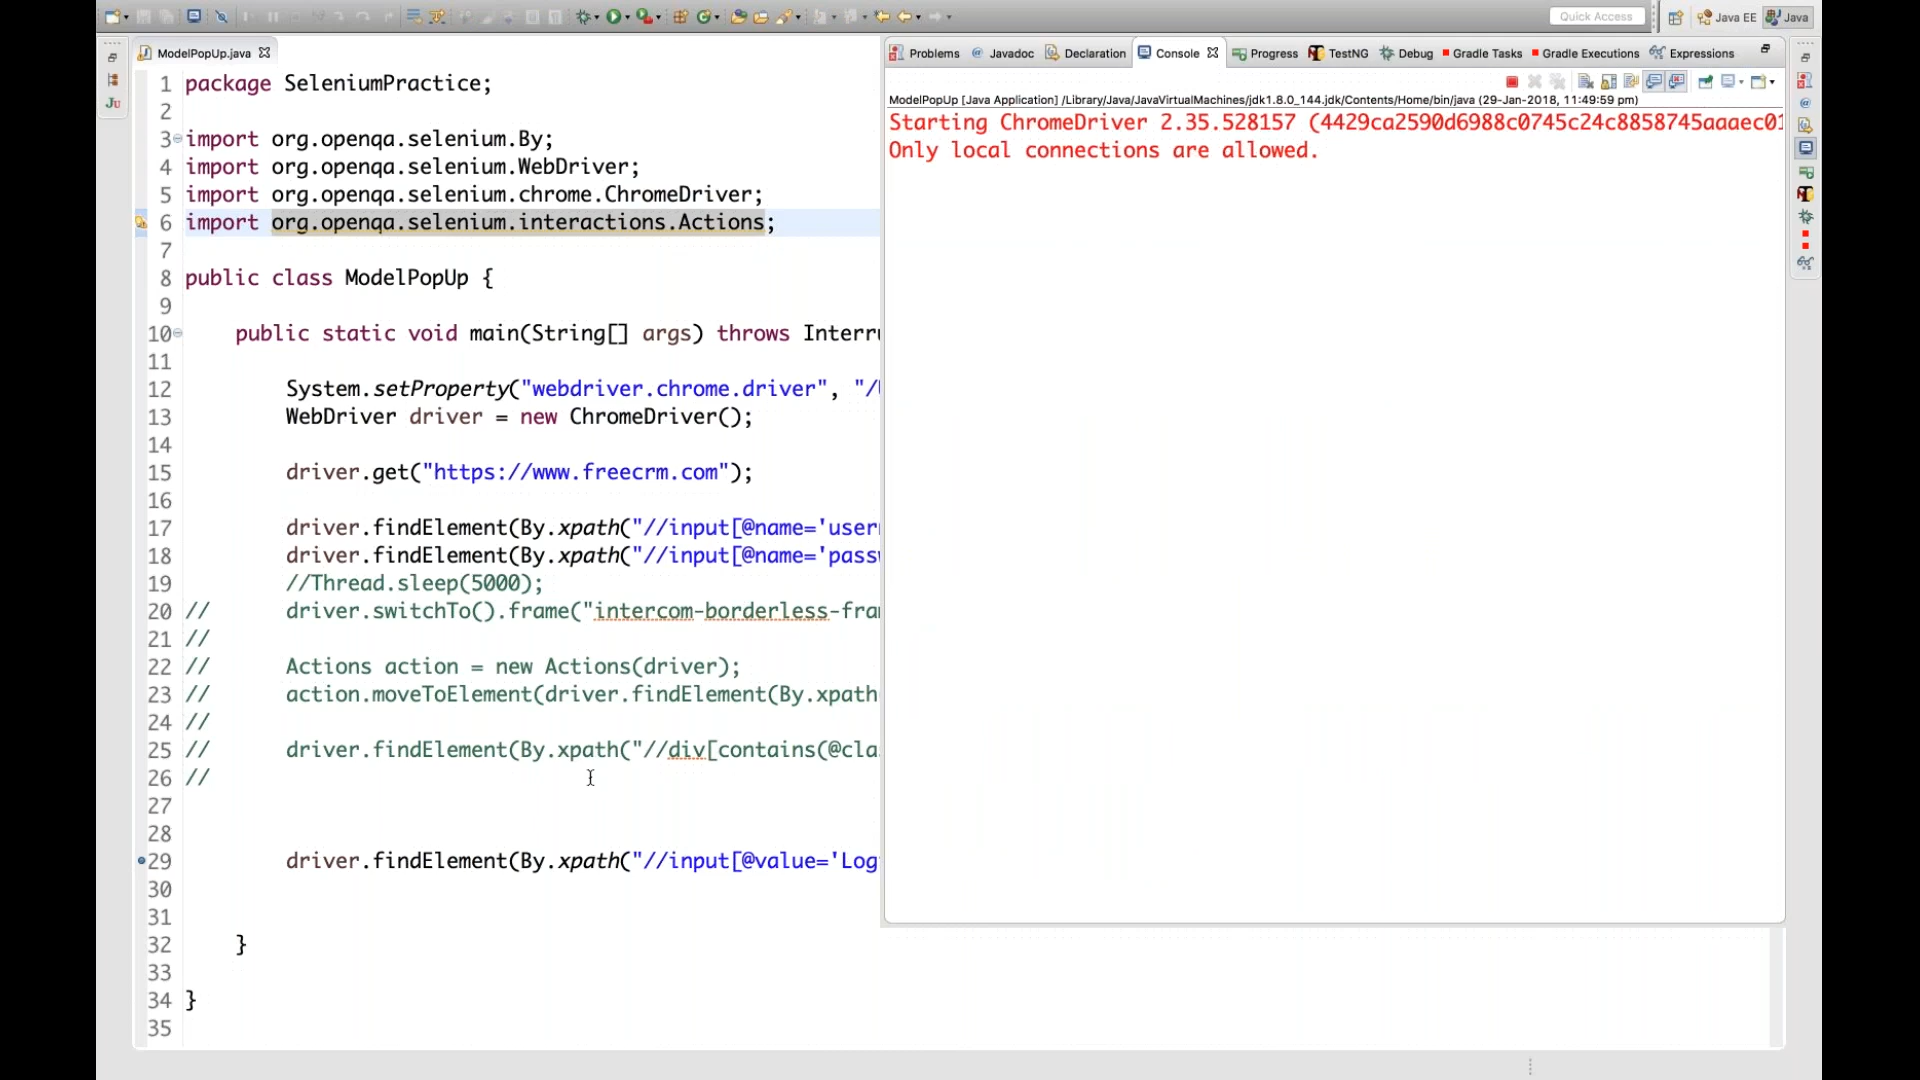 Quick Access
Java EE
Java
ModelPopUp.java
1 package SeleniumPractice;
2
3 import org.openqa.selenium.By;
4 import org.openqa.selenium.WebDriver;
5 import org.openqa.selenium.chrome.ChromeDriver;
6 import org.openqa.selenium.interactions.Actions;
7
8 public class ModelPopUp {
9
10 public static void main(String[] args) throws Interru
11
12 System.setProperty("webdriver.chrome.driver", "/U
13 WebDriver driver = new ChromeDriver();
14
15 driver.get("https://www.freecrm.com");
16
17 driver.findElement(By.xpath("//input[@name='usern
18 driver.findElement(By.xpath("//input[@name='passw
19 //Thread.sleep(5000);
20 // driver.switchTo().frame("intercom-borderless-fram
21 //
22 // Actions action = new Actions(driver);
23 // action.moveToElement(driver.findElement(By.xpath
24 //
25 // driver.findElement(By.xpath("//div[contains(@cla
26 //
27
28
29 driver.findElement(By.xpath("//input[@value='Log
30
31
32 }
33
34 }
35
Problems Javadoc Declaration Console Progress TestNG Debug Gradle Tasks Gradle Executions Expressions
ModelPopUp [Java Application] /Library/Java/JavaVirtualMachines/jdk1.8.0_144.jdk/Contents/Home/bin/java (29-Jan-2018, 11:49:59 pm)
Starting ChromeDriver 2.35.528157 (4429ca2590d6988c0745c24c8858745aaaec01
Only local connections are allowed.
Ju